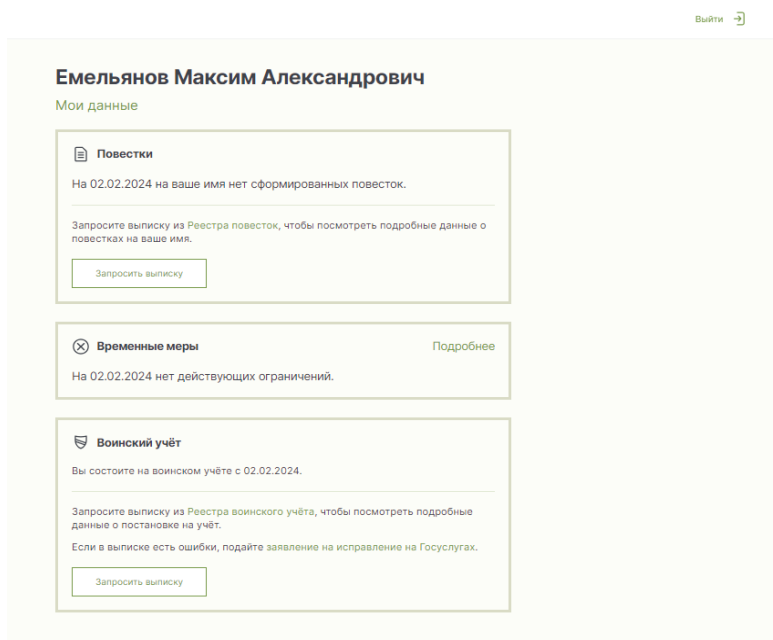 Выйти
Емельянов Максим Александрович
Мои данные
Повестки
На 02.02.2024 на ваше имя нет сформированных повесток.
Запросите выписку из Реестра повесток, чтобы посмотреть подробные данные о
повестках на ваше имя.
Запросить выписку
Временные меры Подробнее
На 02.02.2024 нет действующих ограничений.
Воинский учёт
Вы состоите на воинском учёте с 02.02.2024.
Запросите выписку из Реестра воинского учёта, чтобы посмотреть подробные
данные о постановке на учёт.
Если в выписке есть ошибки, подайте заявление на исправление на Госуслугах.
Запросить выписку